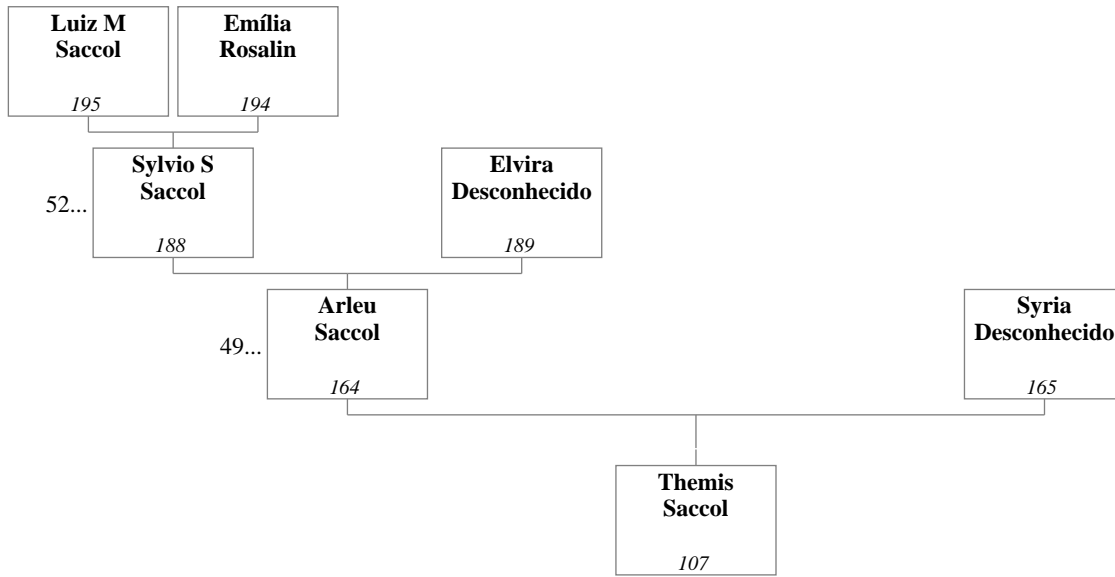 Luiz M
Saccol
195
Emília
Rosalin
194
52...
Sylvio S
Saccol
188
Elvira
Desconhecido
189
49...
Arleu
Saccol
164
Syria
Desconhecido
165
Themis
Saccol
107